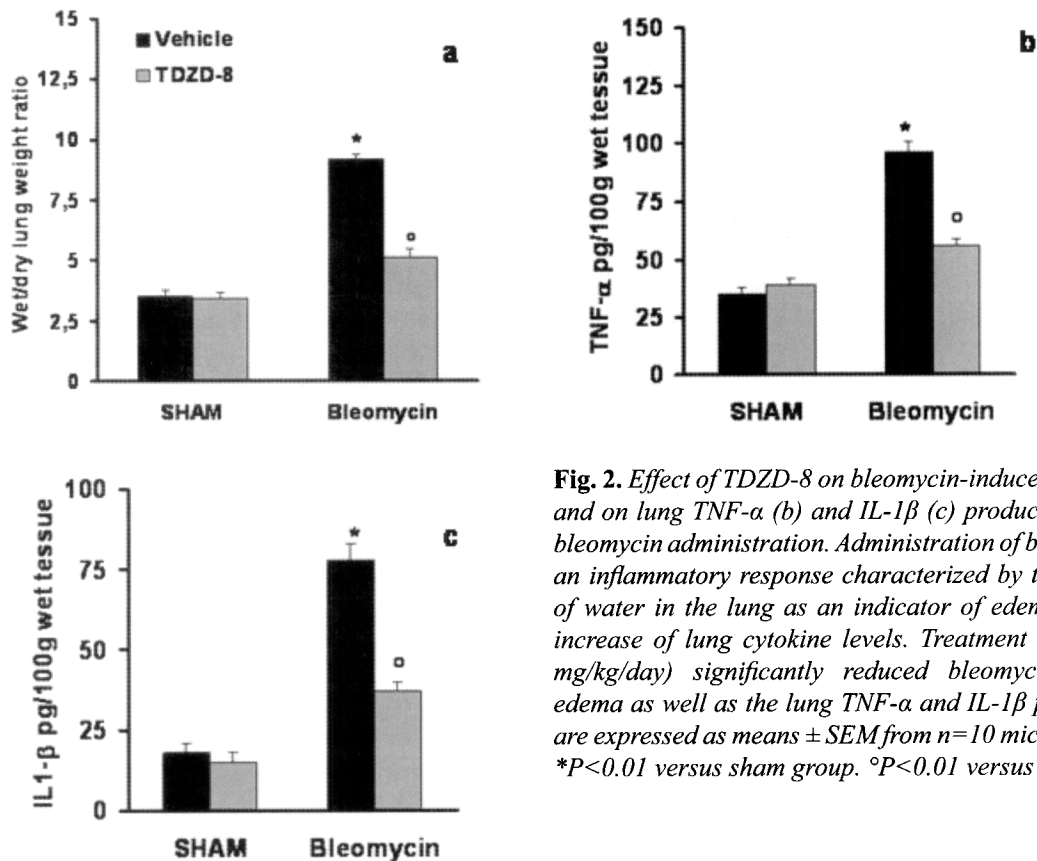 15
12,5
10
7,5
5
2,5
0
Wet/dry lung weight ratio
Vehicle
TDZD-8
a
*
°
SHAM
Bleomycin
150
125
100
75
50
25
0
TNF-α pg/100g wet tessue
b
*
°
SHAM
Bleomycin
100
75
50
25
0
IL1-β pg/100g wet tessue
c
*
°
SHAM
Bleomycin
Fig. 2. Effect of TDZD-8 on bleomycin-induce
and on lung TNF-α (b) and IL-1β (c) produc
bleomycin administration. Administration of b
an inflammatory response characterized by t
of water in the lung as an indicator of eden
increase of lung cytokine levels. Treatment
mg/kg/day) significantly reduced bleomyc
edema as well as the lung TNF-α and IL-1β p
are expressed as means ± SEM from n=10 mic
*P<0.01 versus sham group. °P<0.01 versus